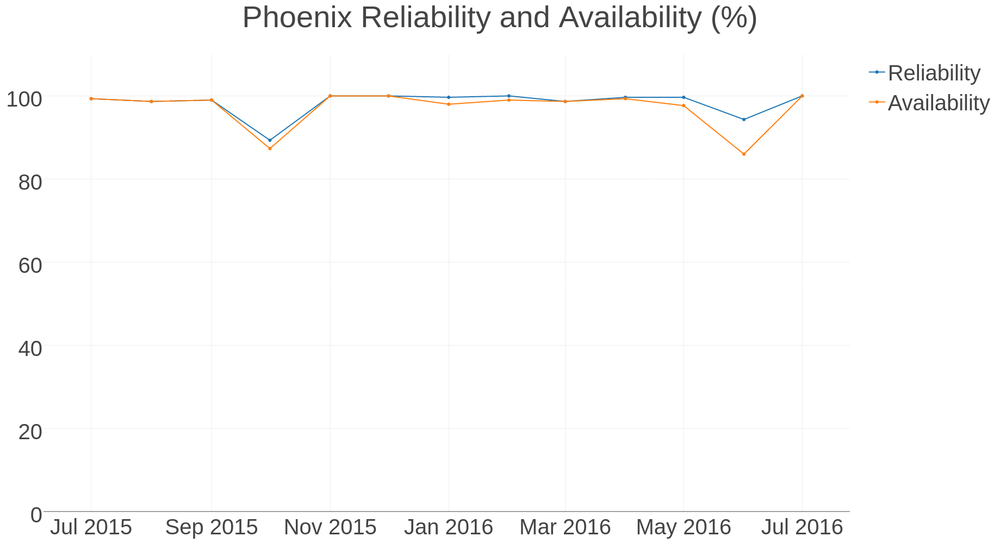 Phoenix Reliability and Availability (%)
Reliability
Availability
100
80
60
40
20
0
Jul 2015 Sep 2015 Nov 2015 Jan 2016 Mar 2016 May 2016 Jul 2016